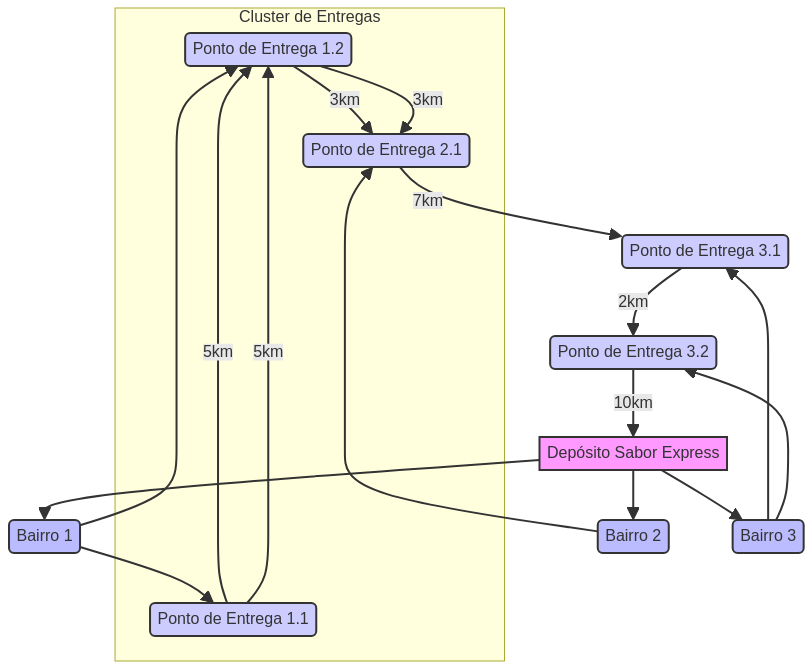 Cluster de Entregas
Ponto de Entrega 1.2
3km
3km
Ponto de Entrega 2.1
7km
Ponto de Entrega 3.1
2km
5km
5km
Ponto de Entrega 3.2
10km
Depósito Sabor Express
Bairro 1
Bairro 2
Bairro 3
Ponto de Entrega 1.1